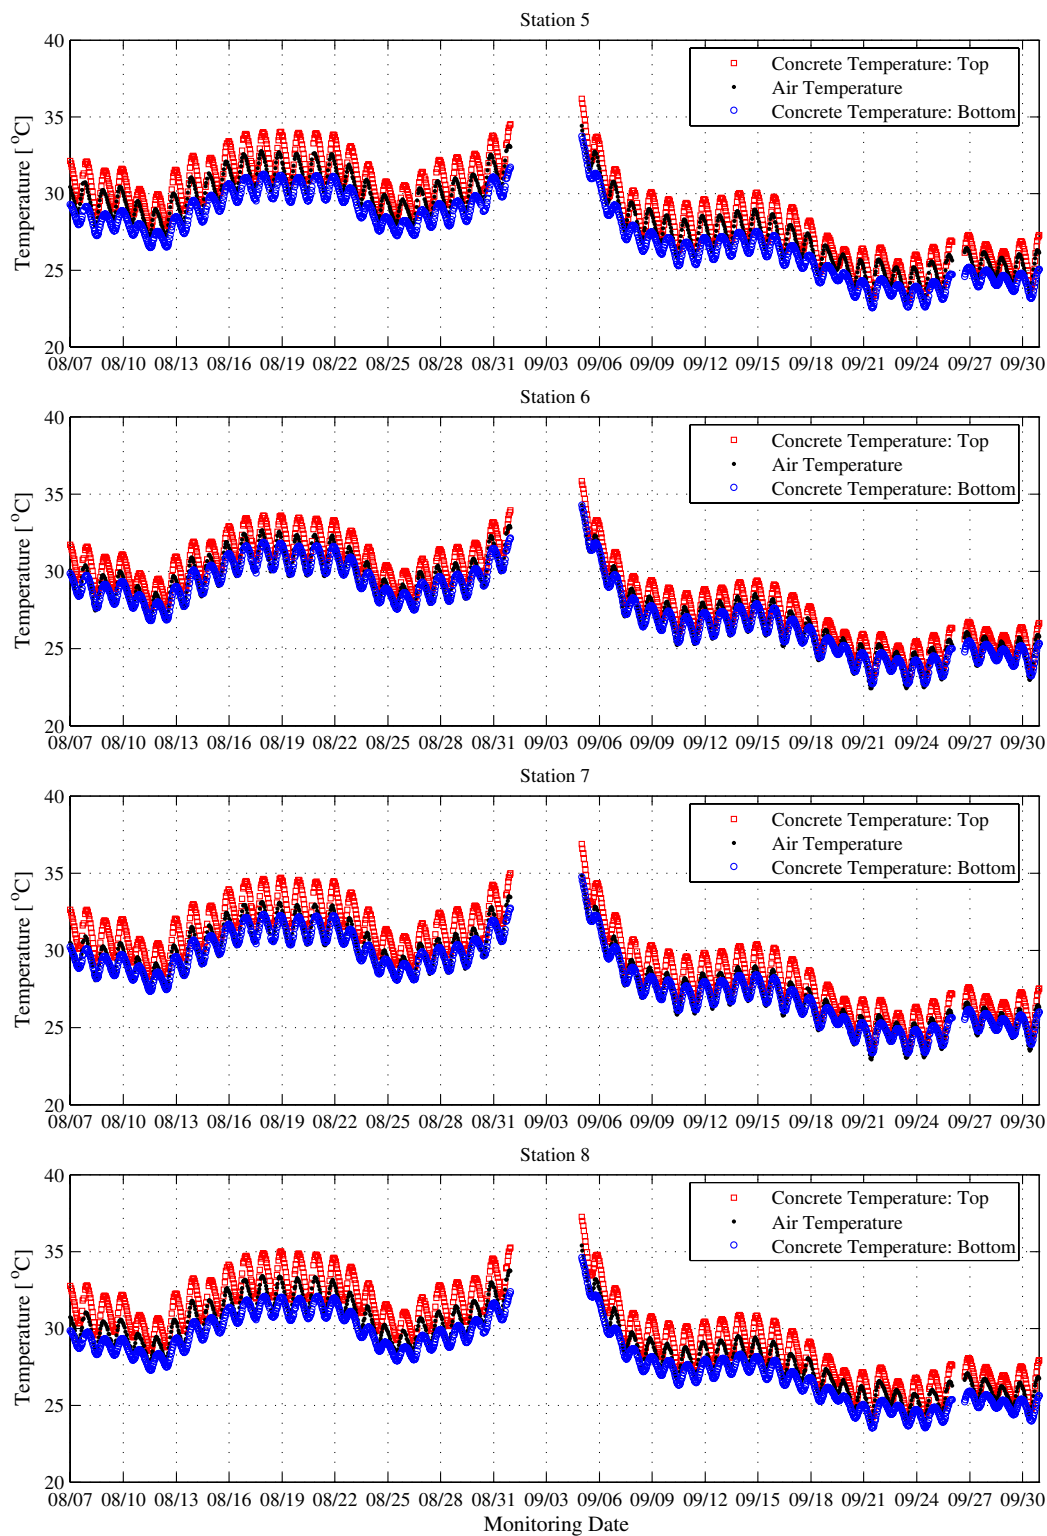 Station 5
40
35
30
25
20
Temperature [ °C]
Concrete Temperature: Top
Air Temperature
Concrete Temperature: Bottom
08/07 08/10 08/13 08/16 08/19 08/22 08/25 08/28 08/31 09/03 09/06 09/09 09/12 09/15 09/18 09/21 09/24 09/27 09/30
Station 6
40
35
30
25
20
Temperature [ °C]
Concrete Temperature: Top
Air Temperature
Concrete Temperature: Bottom
08/07 08/10 08/13 08/16 08/19 08/22 08/25 08/28 08/31 09/03 09/06 09/09 09/12 09/15 09/18 09/21 09/24 09/27 09/30
Station 7
40
35
30
25
20
Temperature [ °C]
Concrete Temperature: Top
Air Temperature
Concrete Temperature: Bottom
08/07 08/10 08/13 08/16 08/19 08/22 08/25 08/28 08/31 09/03 09/06 09/09 09/12 09/15 09/18 09/21 09/24 09/27 09/30
Station 8
40
35
30
25
20
Temperature [ °C]
Concrete Temperature: Top
Air Temperature
Concrete Temperature: Bottom
08/07 08/10 08/13 08/16 08/19 08/22 08/25 08/28 08/31 09/03 09/06 09/09 09/12 09/15 09/18 09/21 09/24 09/27 09/30
Monitoring Date